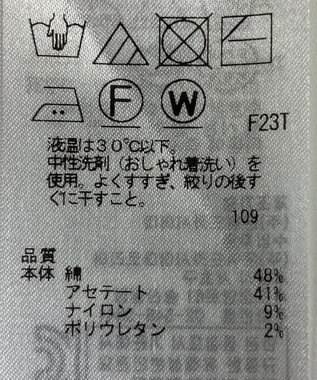 F W F23T
液温は30℃以下。
中性洗剤（おしゃれ着洗い）を
使用。よくすすぎ、絞りの後す
ぐに干すこと。
109
品質
本体 綿 48%
アセテート 41%
ナイロン 9%
ポリウレタン 2%